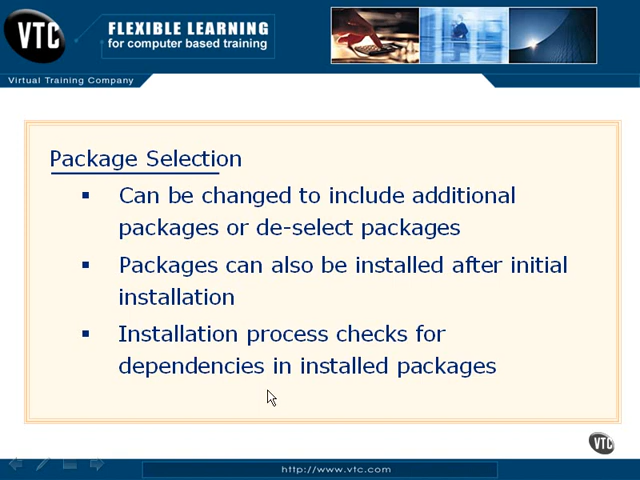 VTC
FLEXIBLE LEARNING
for computer based training
Virtual Training Company
Package Selection
▪ Can be changed to include additional
packages or de-select packages
▪ Packages can also be installed after initial
installation
▪ Installation process checks for
dependencies in installed packages
VTC
http://www.vtc.com